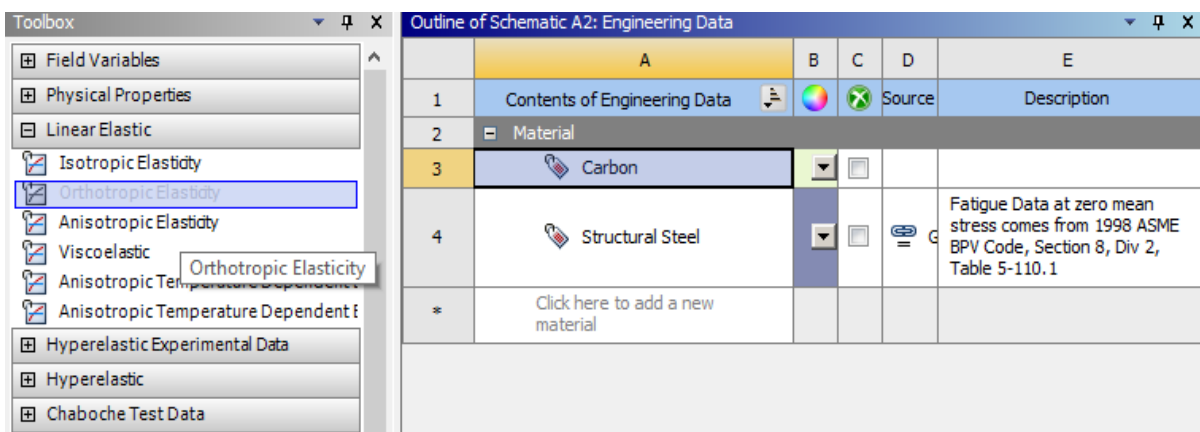 Toolbox
Field Variables
Physical Properties
Linear Elastic
Isotropic Elasticity
Orthotropic Elasticity
Anisotropic Elasticity
Viscoelastic
Orthotropic Elasticity
Anisotropic Temperature Dependent
Anisotropic Temperature Dependent E
Hyperelastic Experimental Data
Hyperelastic
Chaboche Test Data
Outline of Schematic A2: Engineering Data
A B C D E
1 Contents of Engineering Data Source Description
2 Material
3 Carbon
4 Structural Steel G
Fatigue Data at zero mean
stress comes from 1998 ASME
BPV Code, Section 8, Div 2,
Table 5-110.1
* Click here to add a new
material